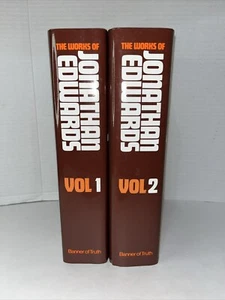 THE WORKS OF
JONATHAN
EDWARDS
VOL 1
Banner of Truth
THE WORKS OF
JONATHAN
EDWARDS
VOL 2
Banner of Truth